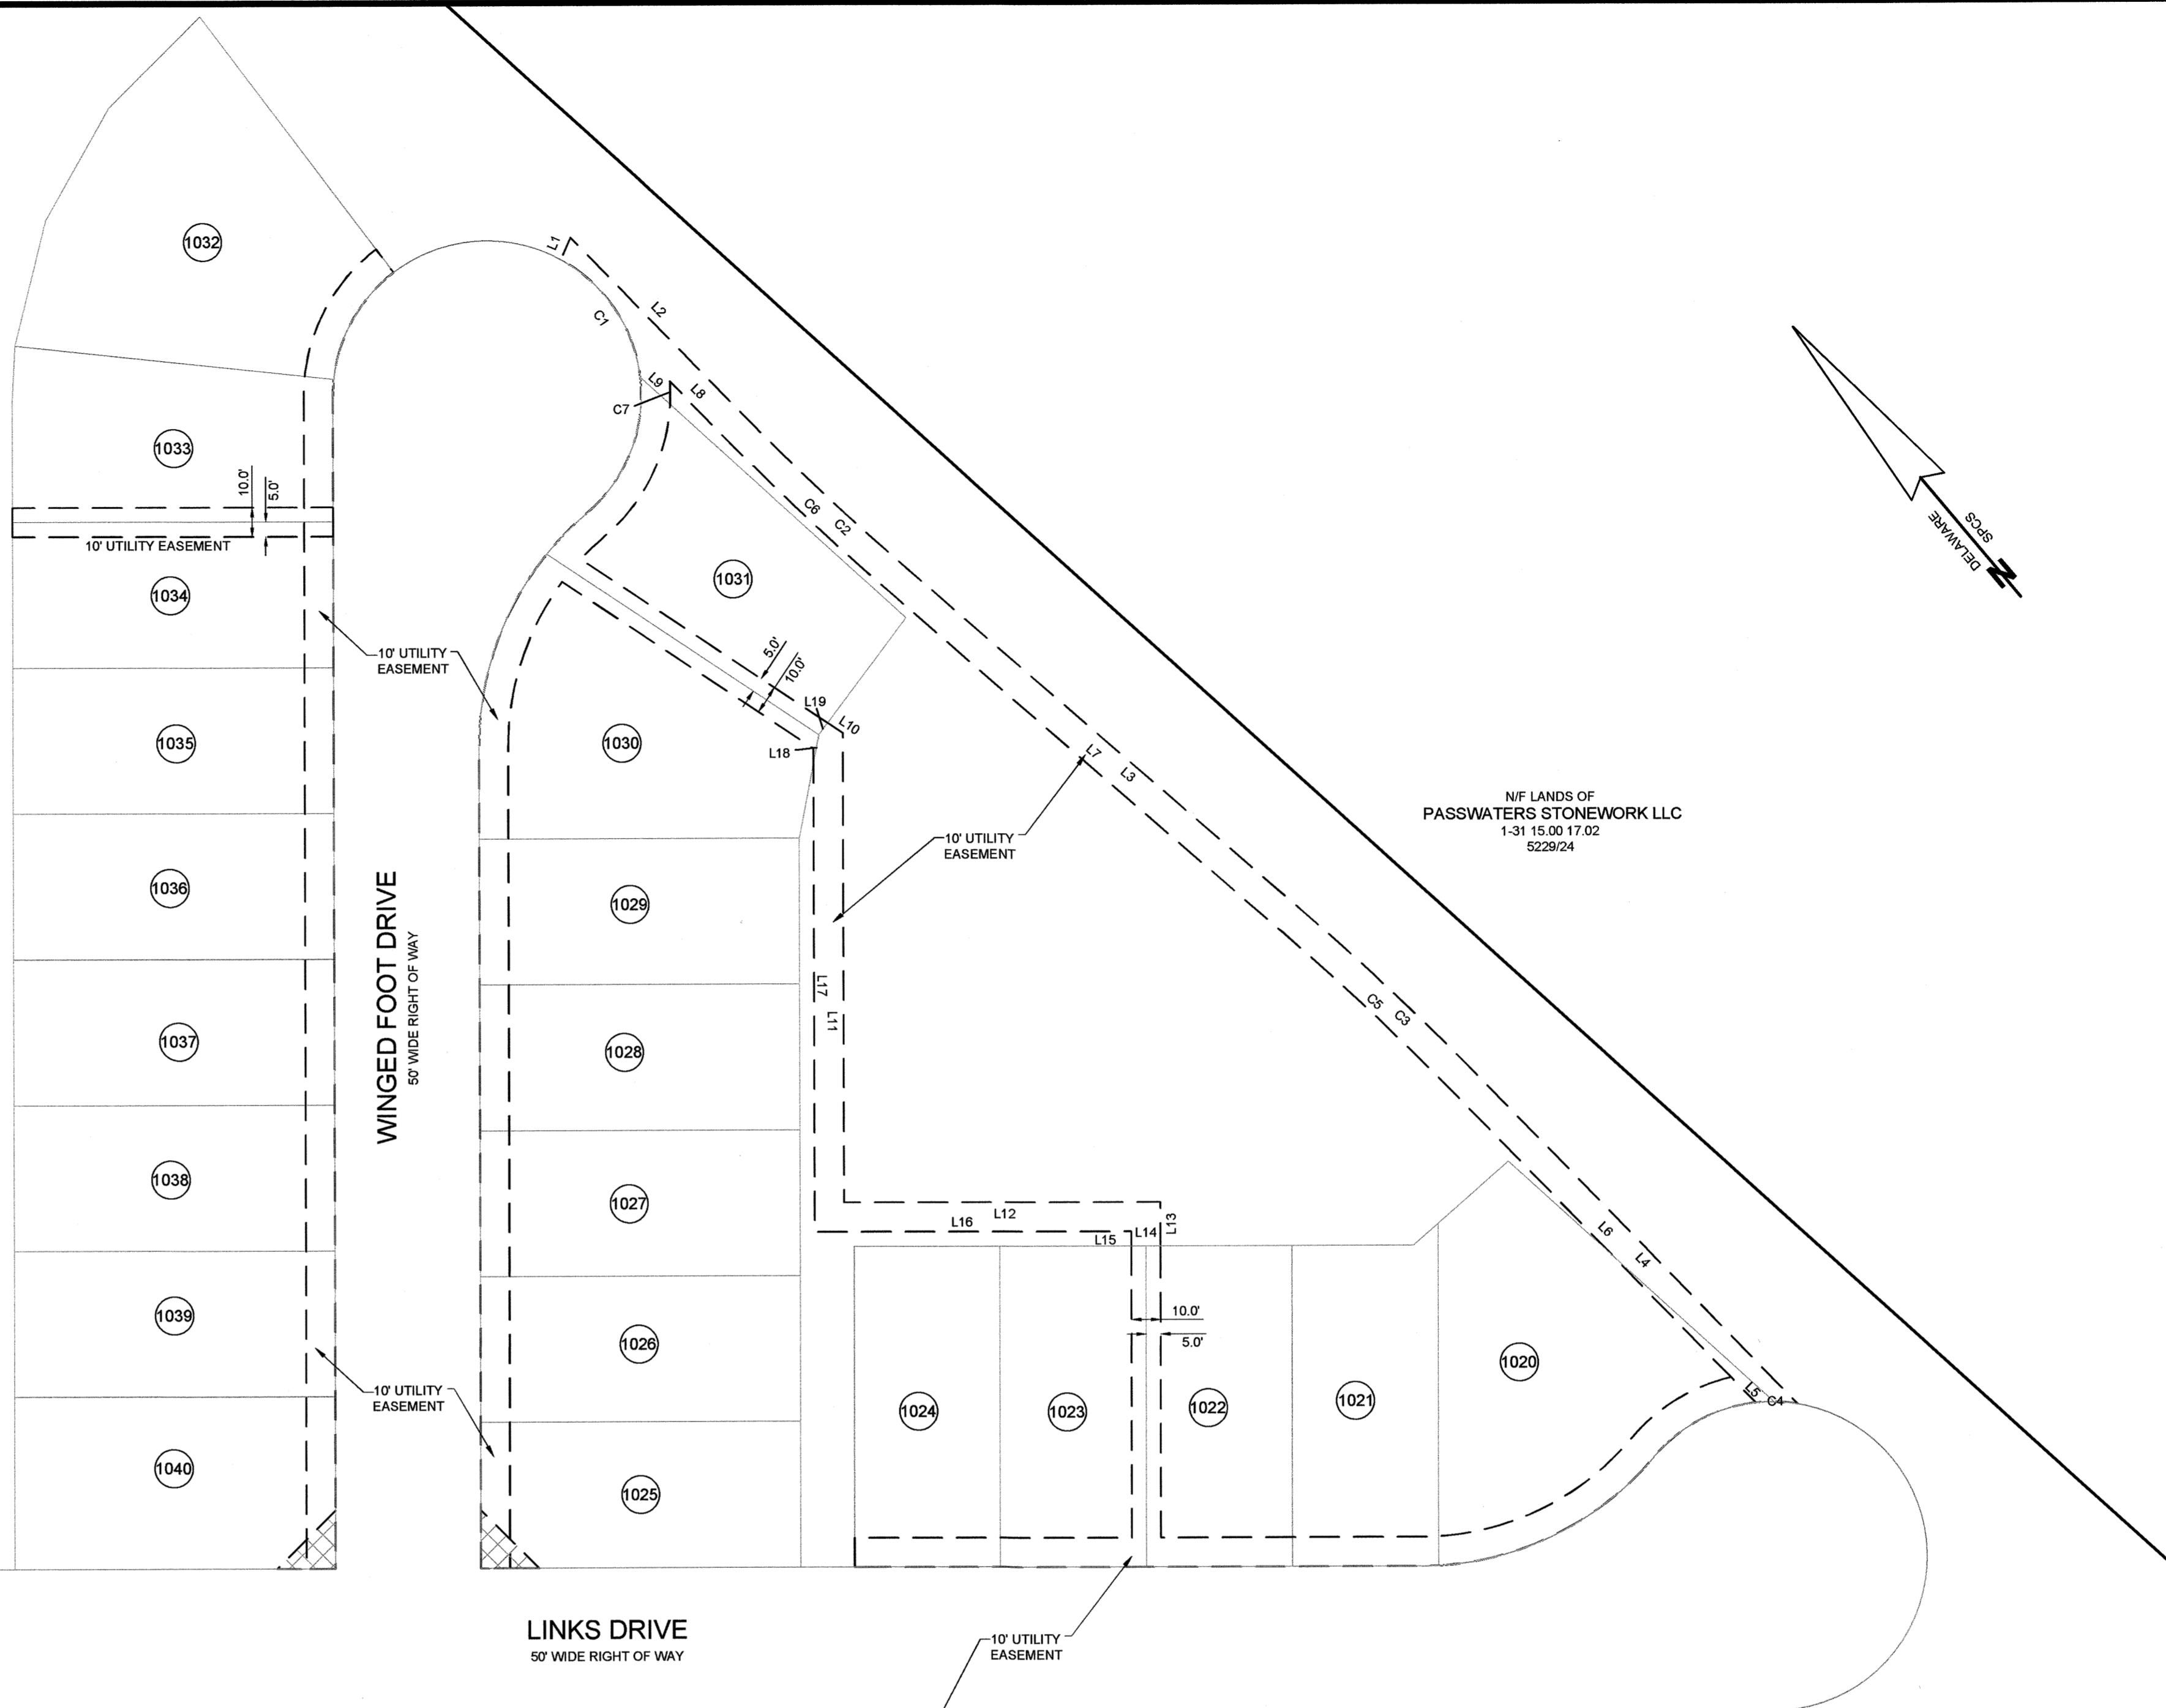 1032
L1
L2
C1
L9
L8
C7
1033
10.0'
5.0'
10' UTILITY EASEMENT
C6
C2
DELAWARE
SPCS
N
1034
1031
10' UTILITY
EASEMENT
5.0'
10.0'
L19
L10
L18
1035
1030
L7
L3
N/F LANDS OF
PASSWATERS STONEWORK LLC
1-31 15.00 17.02
5229/24
10' UTILITY
EASEMENT
1036
1029
WINGED FOOT DRIVE
50' WIDE RIGHT OF WAY
L17
L11
C5
C3
1037
1028
1038
1027
L12
L16
L13
L14
L15
L6
L4
1039
1026
10.0'
5.0'
1020
10' UTILITY
EASEMENT
L5
C4
1024
1023
1022
1021
1040
1025
LINKS DRIVE
50' WIDE RIGHT OF WAY
10' UTILITY
EASEMENT